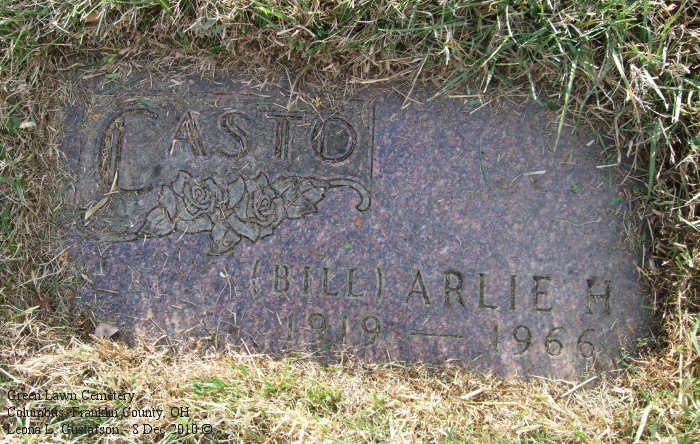 CASTO
(BILL) ARLIE H
1919 — 1966
Green Lawn Cemetery
Columbus, Franklin County, OH
Leona L. Gustafson, 8 Dec 2010 ©